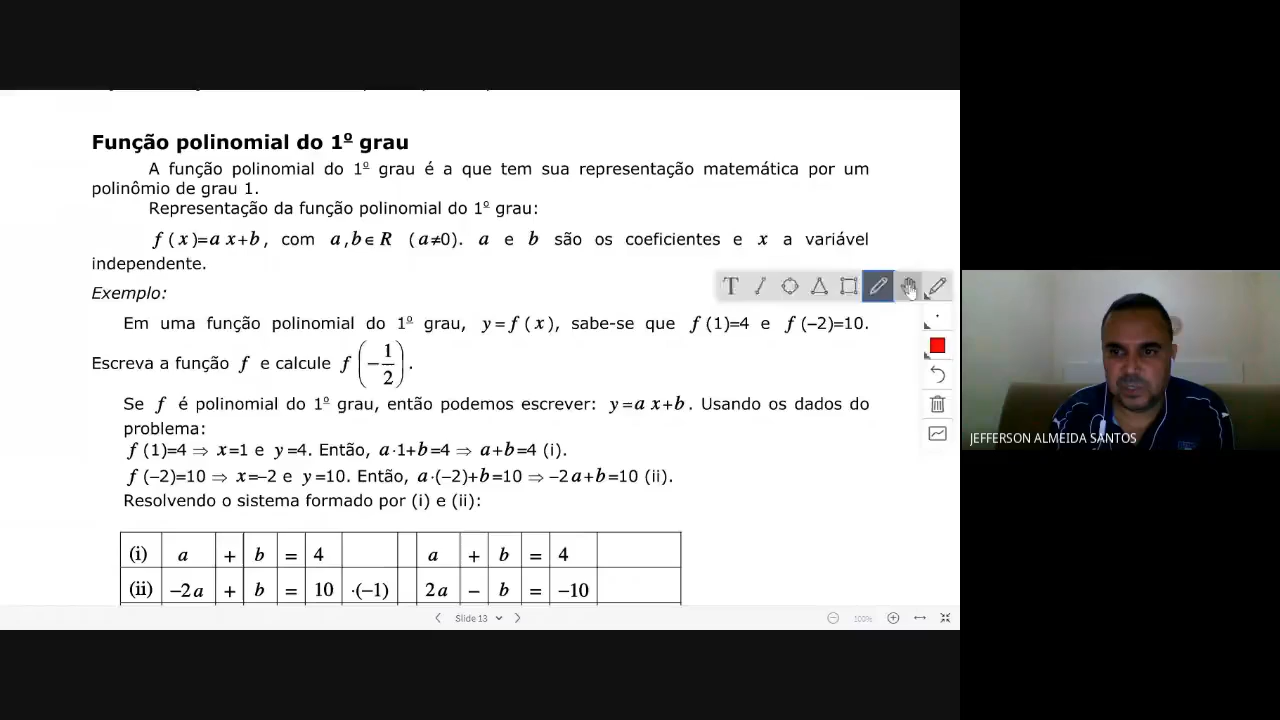 Função polinomial do 1º grau
A função polinomial do 1º grau é a que tem sua representação matemática por um
polinômio de grau 1.
Representação da função polinomial do 1º grau:
f (x)=a x+b, com a,b∈R (a≠0). a e b são os coeficientes e x a variável
independente.
Exemplo:
Em uma função polinomial do 1º grau, y=f(x), sabe-se que f(1)=4 e f(−2)=10.
Escreva a função f e calcule f(−1/2).
Se f é polinomial do 1º grau, então podemos escrever: y=a x+b. Usando os dados do
problema:
f(1)=4 ⇒ x=1 e y=4. Então, a·1+b=4 ⇒ a+b=4 (i).
f(−2)=10 ⇒ x=−2 e y=10. Então, a·(−2)+b=10 ⇒ −2a+b=10 (ii).
Resolvendo o sistema formado por (i) e (ii):
(i) a + b = 4 a + b = 4
(ii) −2a + b = 10 ·(−1) 2a − b = −10
T
JEFFERSON ALMEIDA SANTOS
Slide 13
100%